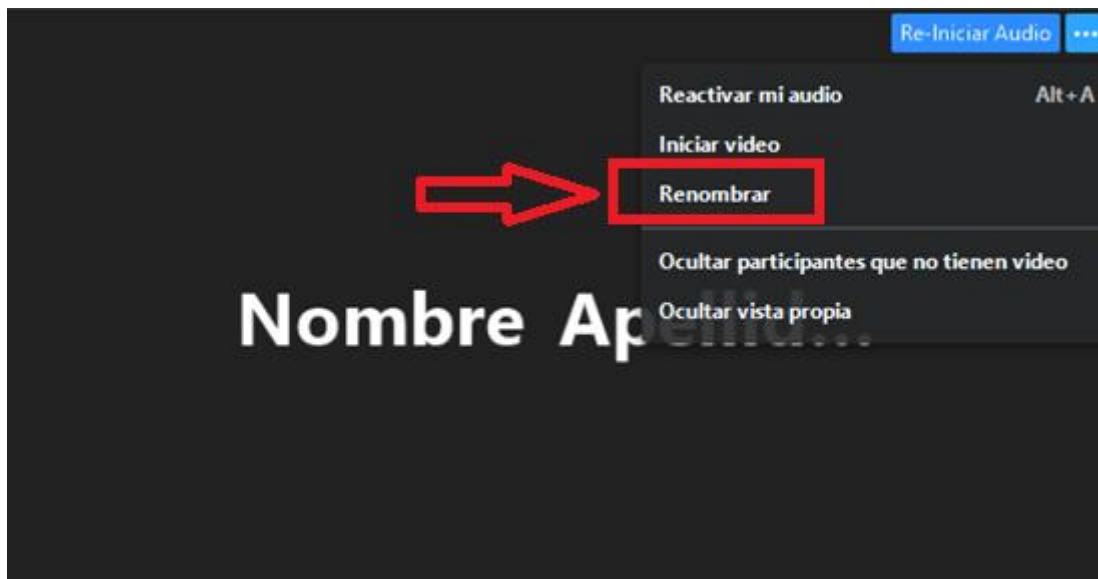 Re-Iniciar Audio ...
Reactivar mi audio Alt+A
Iniciar video
Renombrar
Ocultar participantes que no tienen video
Ocultar vista propia
Nombre Apellid...